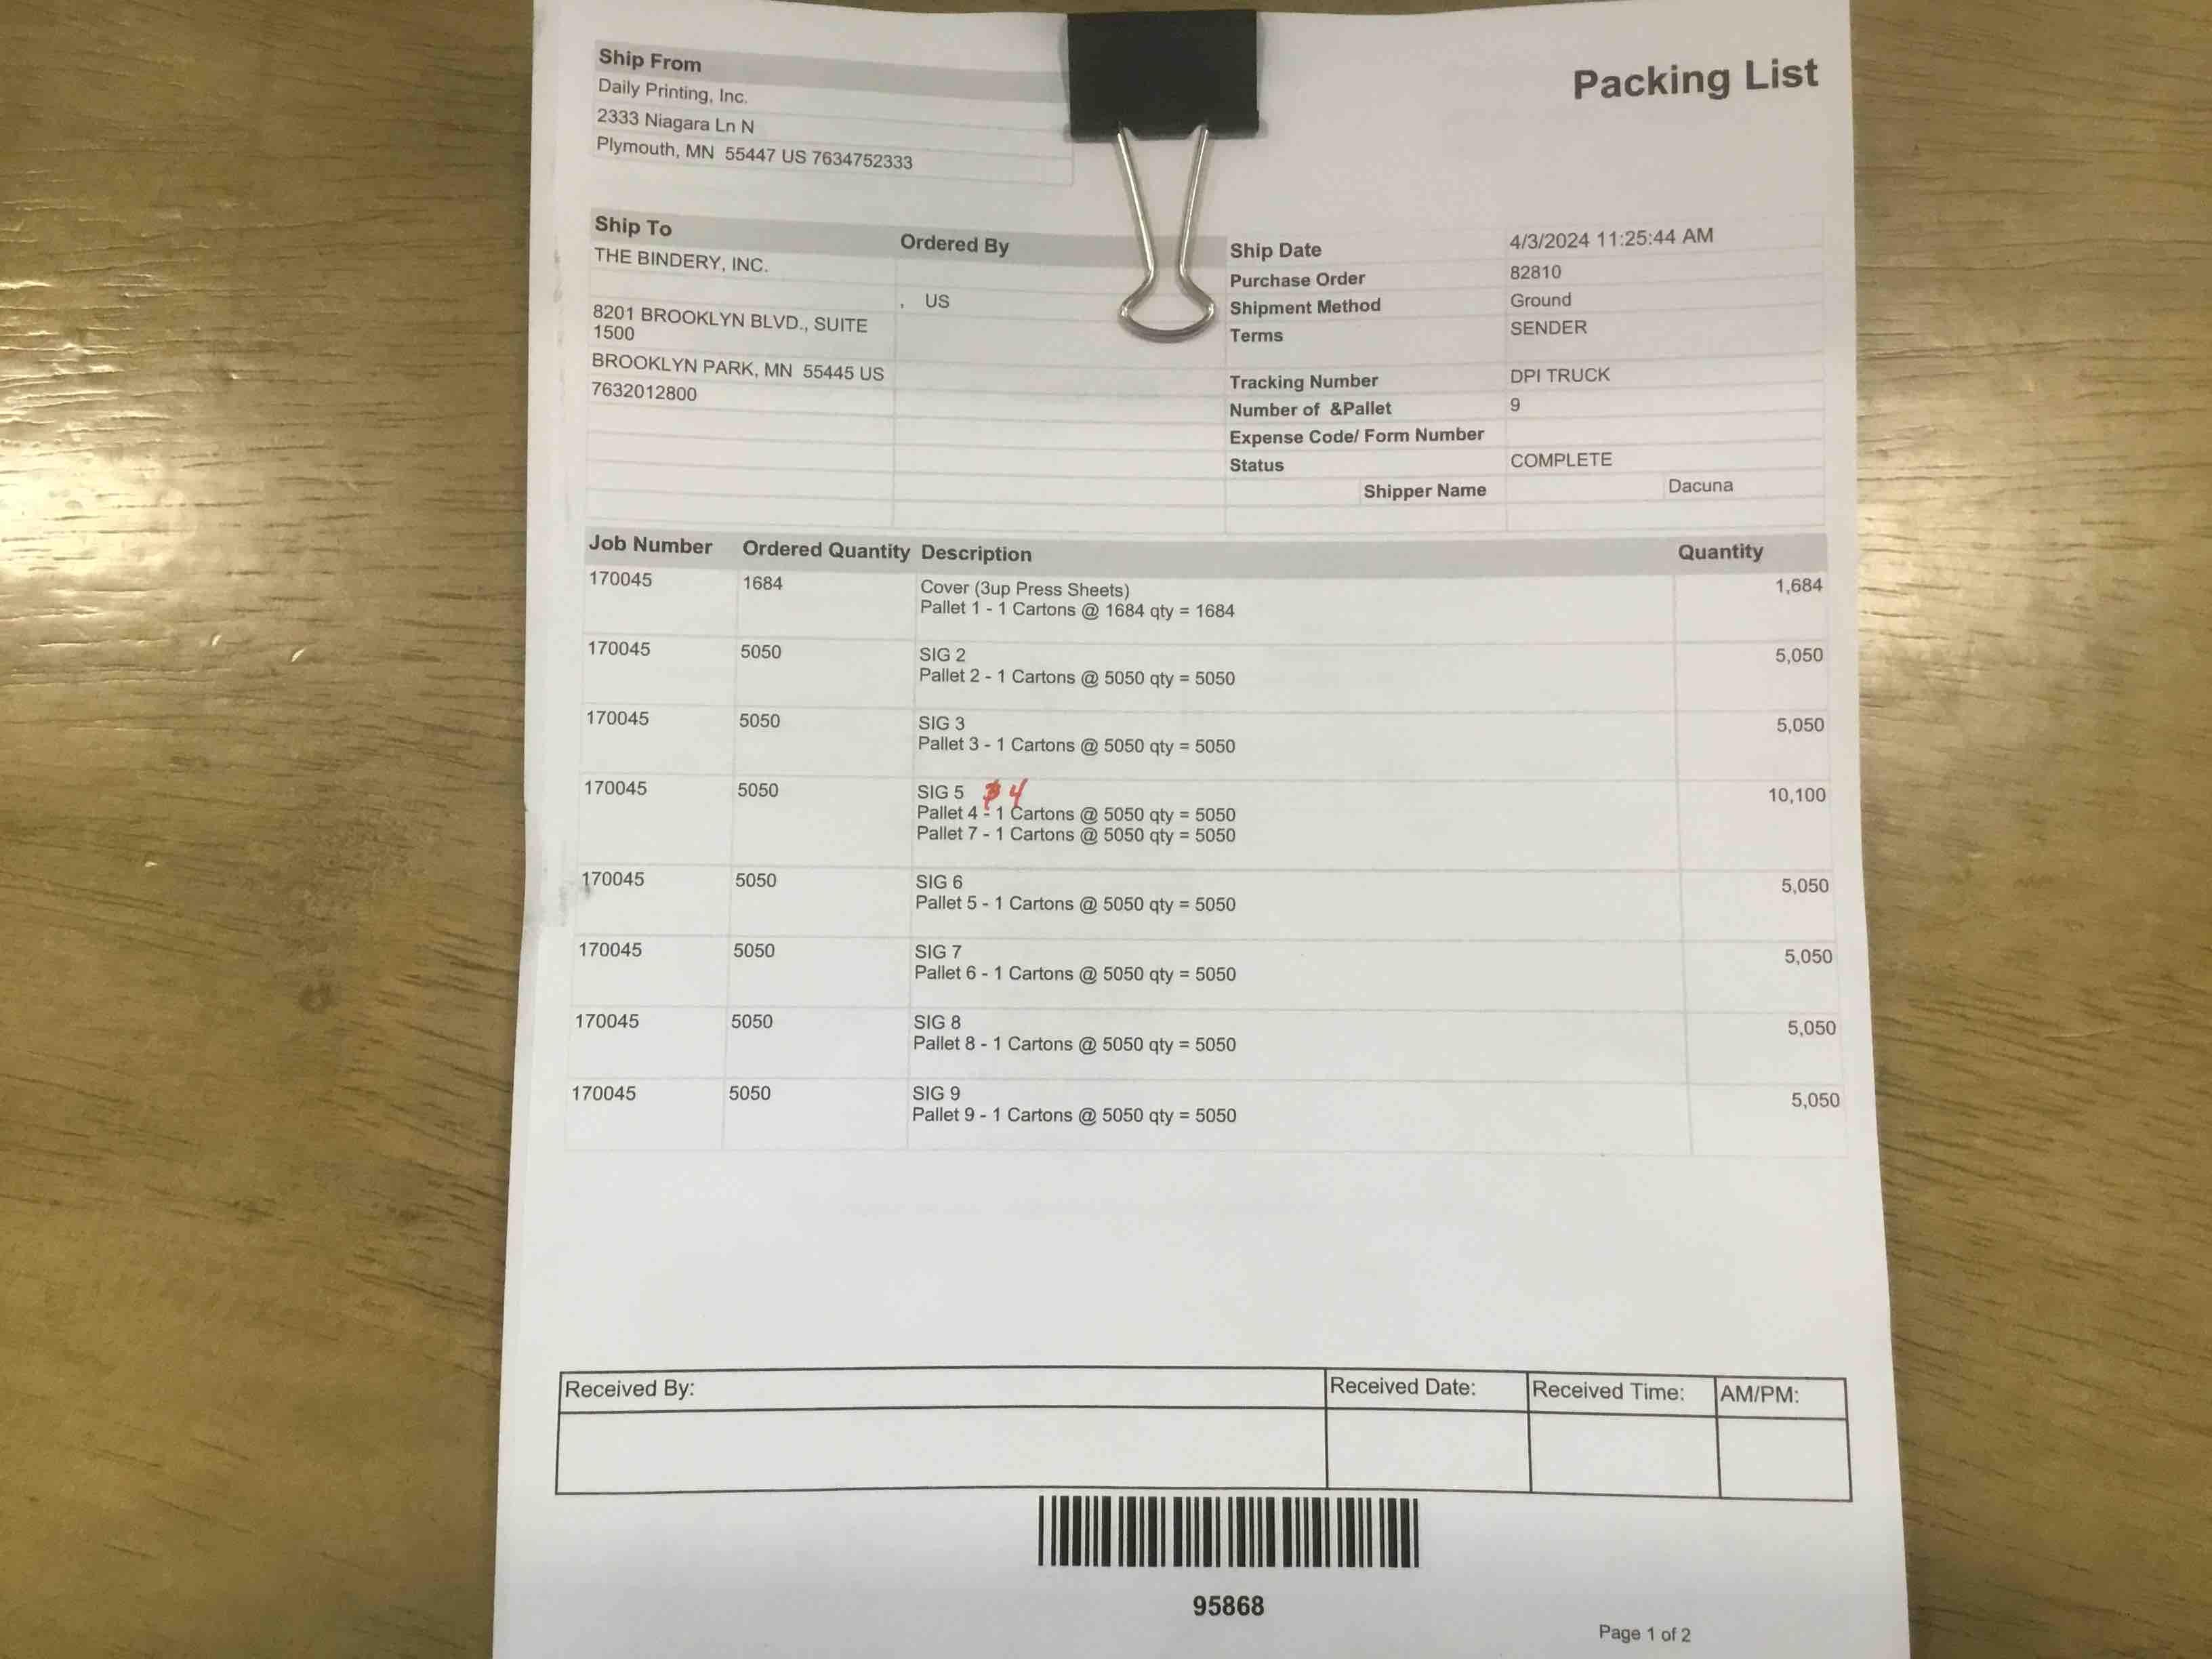 Packing List
Ship From
Daily Printing, Inc.
2333 Niagara Ln N
Plymouth, MN 55447 US 7634752333
Ship To
THE BINDERY, INC.
8201 BROOKLYN BLVD., SUITE
1500
BROOKLYN PARK, MN 55445 US
7632012800
Ordered By
, US
Ship Date 4/3/2024 11:25:44 AM
Purchase Order 82810
Shipment Method Ground
Terms SENDER
Tracking Number DPI TRUCK
Number of &Pallet 9
Expense Code/ Form Number
Status COMPLETE
Shipper Name Dacuna
Job Number Ordered Quantity Description Quantity
170045 5050 1684 Cover (3up Press Sheets) 1,684
Pallet 1 - 1 Cartons @ 1684 qty = 1684
170045 5050 SIG 2 5,050
Pallet 2 - 1 Cartons @ 5050 qty = 5050
170045 5050 SIG 3 5,050
Pallet 3 - 1 Cartons @ 5050 qty = 5050
170045 5050 SIG 5 4 10,100
Pallet 4 - 1 Cartons @ 5050 qty = 5050
Pallet 7 - 1 Cartons @ 5050 qty = 5050
170045 5050 SIG 6 5,050
Pallet 5 - 1 Cartons @ 5050 qty = 5050
170045 5050 SIG 7 5,050
Pallet 6 - 1 Cartons @ 5050 qty = 5050
170045 5050 SIG 8 5,050
Pallet 8 - 1 Cartons @ 5050 qty = 5050
170045 5050 SIG 9 5,050
Pallet 9 - 1 Cartons @ 5050 qty = 5050
Received By: Received Date: Received Time: AM/PM:
95868
Page 1 of 2